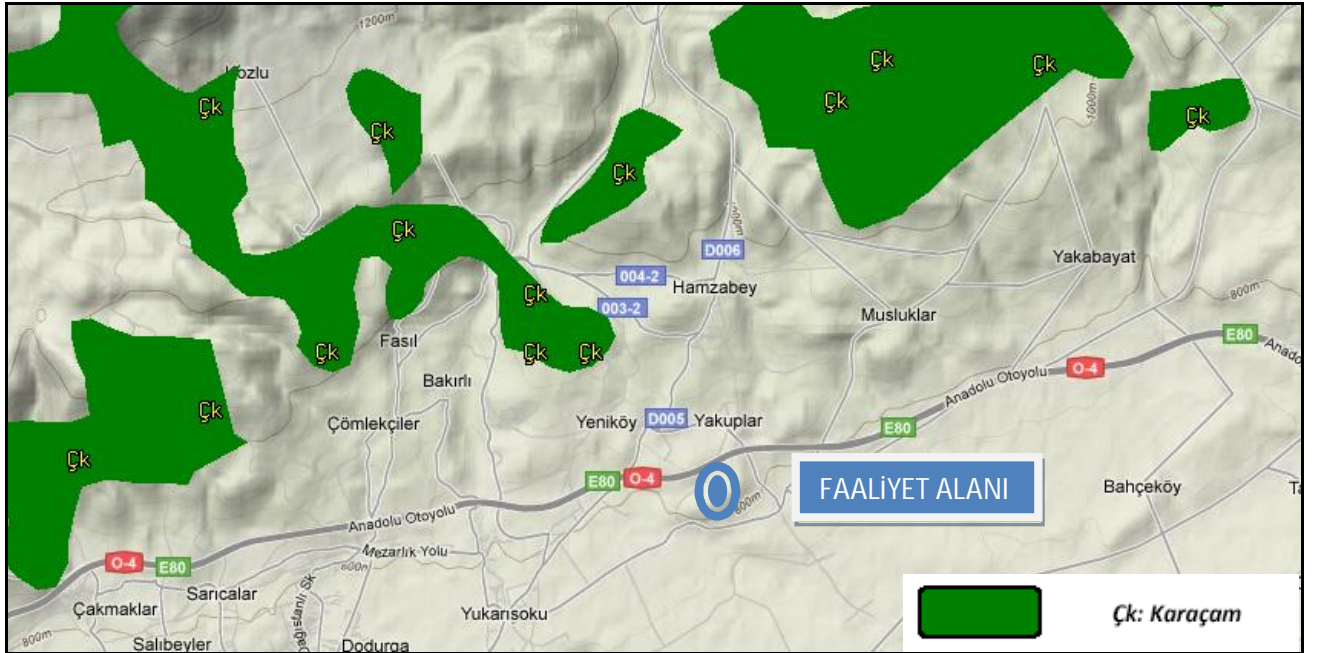 1200m
Çk
Çk
Kozlu
Çk
Çk
1000m
Çk
Çk
Çk
Çk
D006
Yakabayat
004-2
Hamzabey
Çk
800m
003-2
Musluklar
E80
Fasıl
Çk
Çk
Çk
O-4
Anadolu Otoyolu
Bakırlı
Çk
Çömlekçiler
Yeniköy
D005
Yakuplar
E80
Çk
E80
O-4
800m
FAALİYET ALANI
Bahçeköy
Anadolu Otoyolu
Mezarlık Yolu
O-4
E80
Sarıcalar
Çakmaklar
Yukarısoku
Salıbeyler
Dodurga
800m
Çk: Karaçam